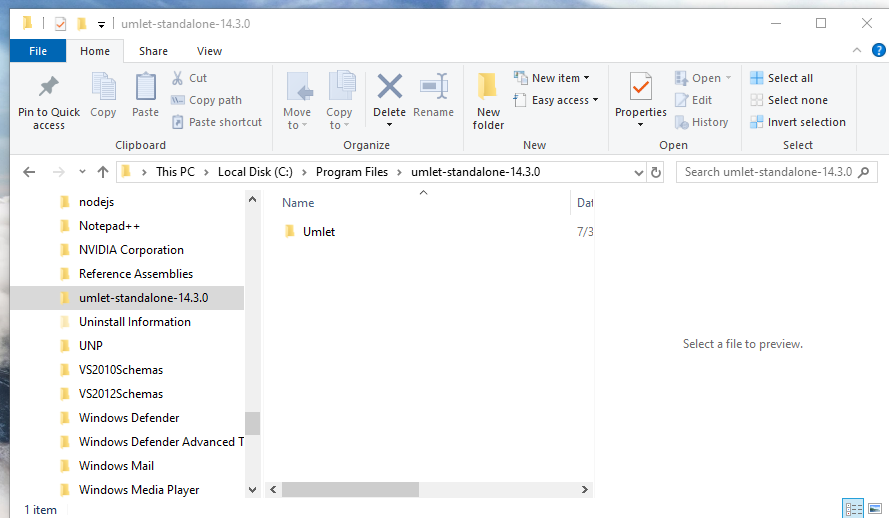 umlet-standalone-14.3.0
File Home Share View
Pin to Quick access
Copy
Paste
Cut
Copy path
Paste shortcut
Clipboard
Move to
Copy to
Delete
Rename
Organize
New folder
New item
Easy access
New
Properties
Open
Edit
History
Open
Select all
Select none
Invert selection
Select
This PC > Local Disk (C:) > Program Files > umlet-standalone-14.3.0
Search umlet-standalone-14.3.0
nodejs
Notepad++
NVIDIA Corporation
Reference Assemblies
umlet-standalone-14.3.0
Uninstall Information
UNP
VS2010Schemas
VS2012Schemas
Windows Defender
Windows Defender Advanced T
Windows Mail
Windows Media Player
Name Dat
Umlet 7/3
Select a file to preview.
1 item